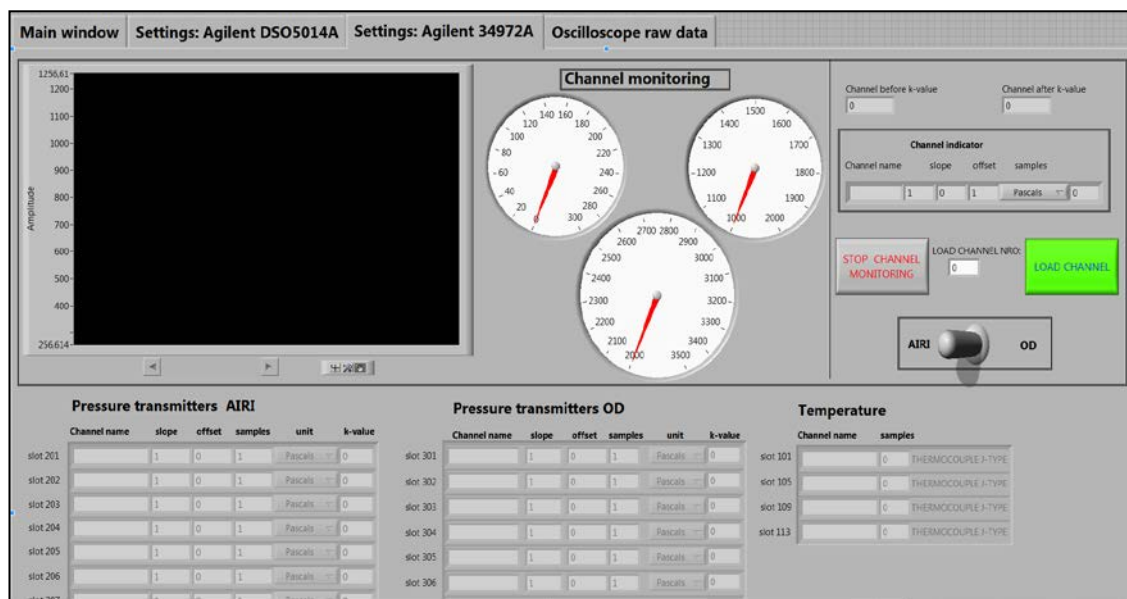 Main window Settings: Agilent DSO5014A Settings: Agilent 34972A Oscilloscope raw data
1256,61
1200
1100
1000
900
800
700
600
500
400
256,614
Amplitude
Channel monitoring
0 20 40 60 80 100 120 140 160 180 200 220 240 260 280 300
1000 1100 1200 1300 1400 1500 1600 1700 1800 1900 2000
2000 2100 2200 2300 2400 2500 2600 2700 2800 2900 3000 3100 3200 3300 3400 3500
Channel before k-value Channel after k-value
0 0
Channel indicator
Channel name slope offset samples
1 0 1 Pascals 0
STOP CHANNEL
MONITORING
LOAD CHANNEL NRO:
0
LOAD CHANNEL
AIRI OD
Pressure transmitters AIRI
Channel name slope offset samples unit k-value
slot 201 1 0 1 Pascals 0
slot 202 1 0 1 Pascals 0
slot 203 1 0 1 Pascals 0
slot 204 1 0 1 Pascals 0
slot 205 1 0 1 Pascals 0
slot 206 1 0 1 Pascals 0
Pressure transmitters OD
Channel name slope offset samples unit k-value
slot 301 1 0 1 Pascals 0
slot 302 1 0 1 Pascals 0
slot 303 1 0 1 Pascals 0
slot 304 1 0 1 Pascals 0
slot 305 1 0 1 Pascals 0
slot 306 1 0 1 Pascals 0
Temperature
Channel name samples
slot 101 0 THERMOCOUPLE J-TYPE
slot 105 0 THERMOCOUPLE J-TYPE
slot 109 0 THERMOCOUPLE J-TYPE
slot 113 0 THERMOCOUPLE J-TYPE